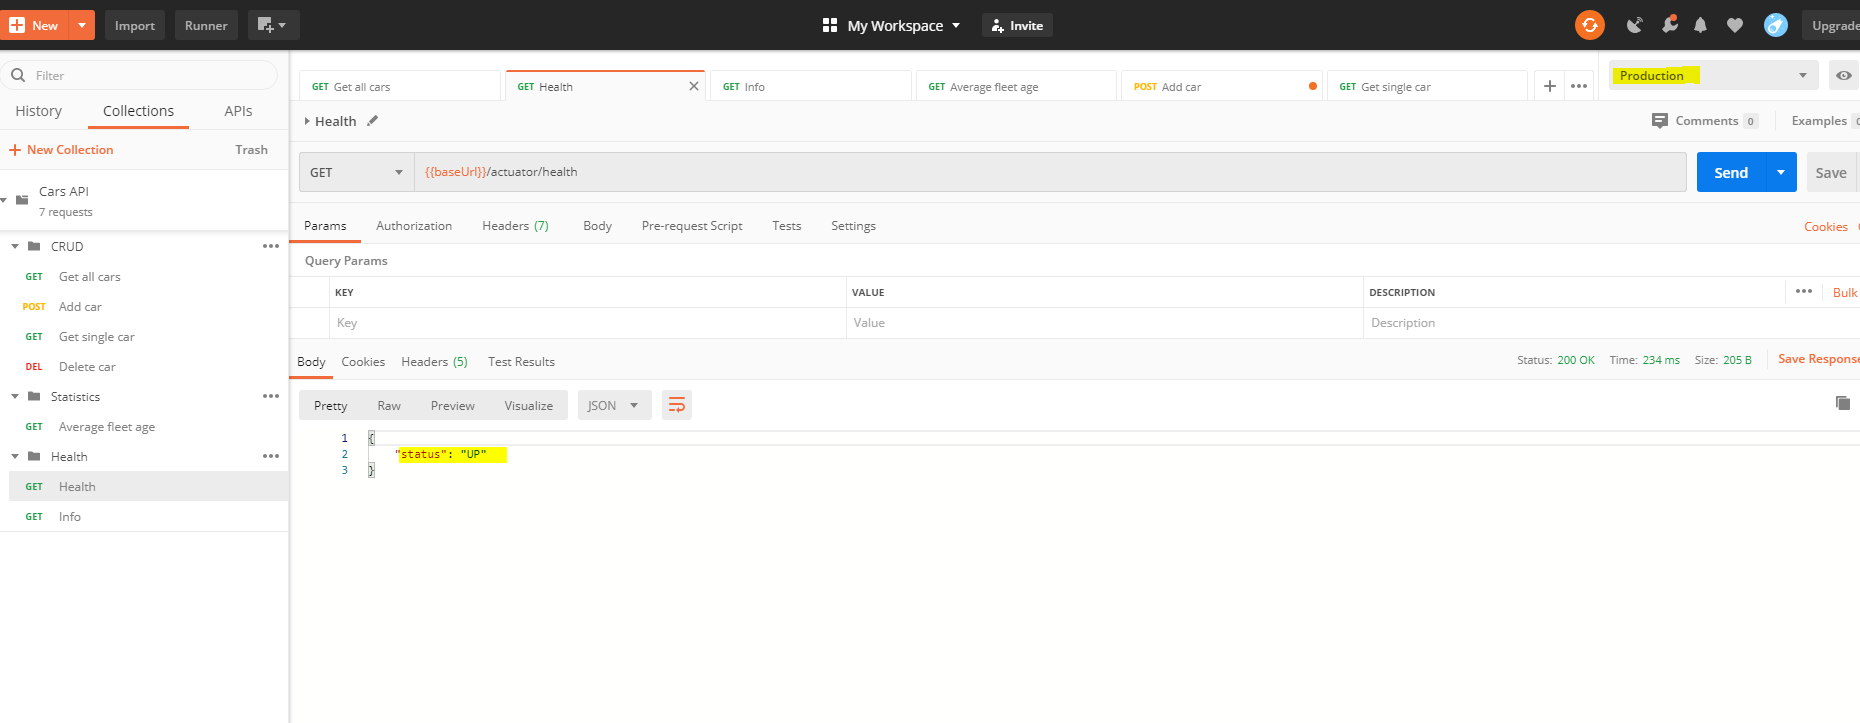 New Import Runner My Workspace Invite Upgrade
Filter
History Collections APIs
New Collection Trash
Cars API
7 requests
CRUD
GET Get all cars
POST Add car
GET Get single car
DEL Delete car
Statistics
GET Average fleet age
Health
GET Health
GET Info
GET Get all cars GET Health GET Info GET Average fleet age POST Add car GET Get single car
Production
Health Comments 0 Examples
GET {{baseUrl}}/actuator/health Send Save
Params Authorization Headers (7) Body Pre-request Script Tests Settings Cookies
Query Params
KEY VALUE DESCRIPTION Bulk
Key Value Description
Body Cookies Headers (5) Test Results Status: 200 OK Time: 234 ms Size: 205 B Save Response
Pretty Raw Preview Visualize JSON
1 {
2 "status": "UP"
3 }